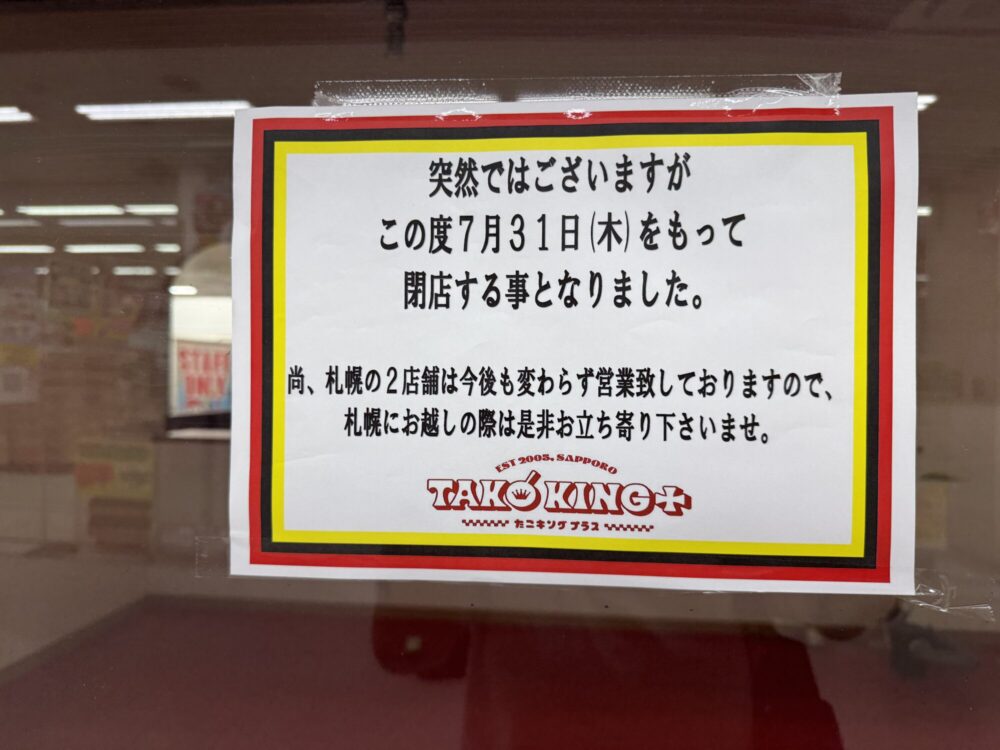 突然ではございますが
この度7月31日(木)をもって
閉店する事となりました。
尚、札幌の2店舗は今後も変わらず営業致しておりますので、
札幌にお越しの際は是非お立ち寄り下さいませ。
EST 2005, SAPPORO
TAKO KING+
たこキングプラス
STAFF
ONLY